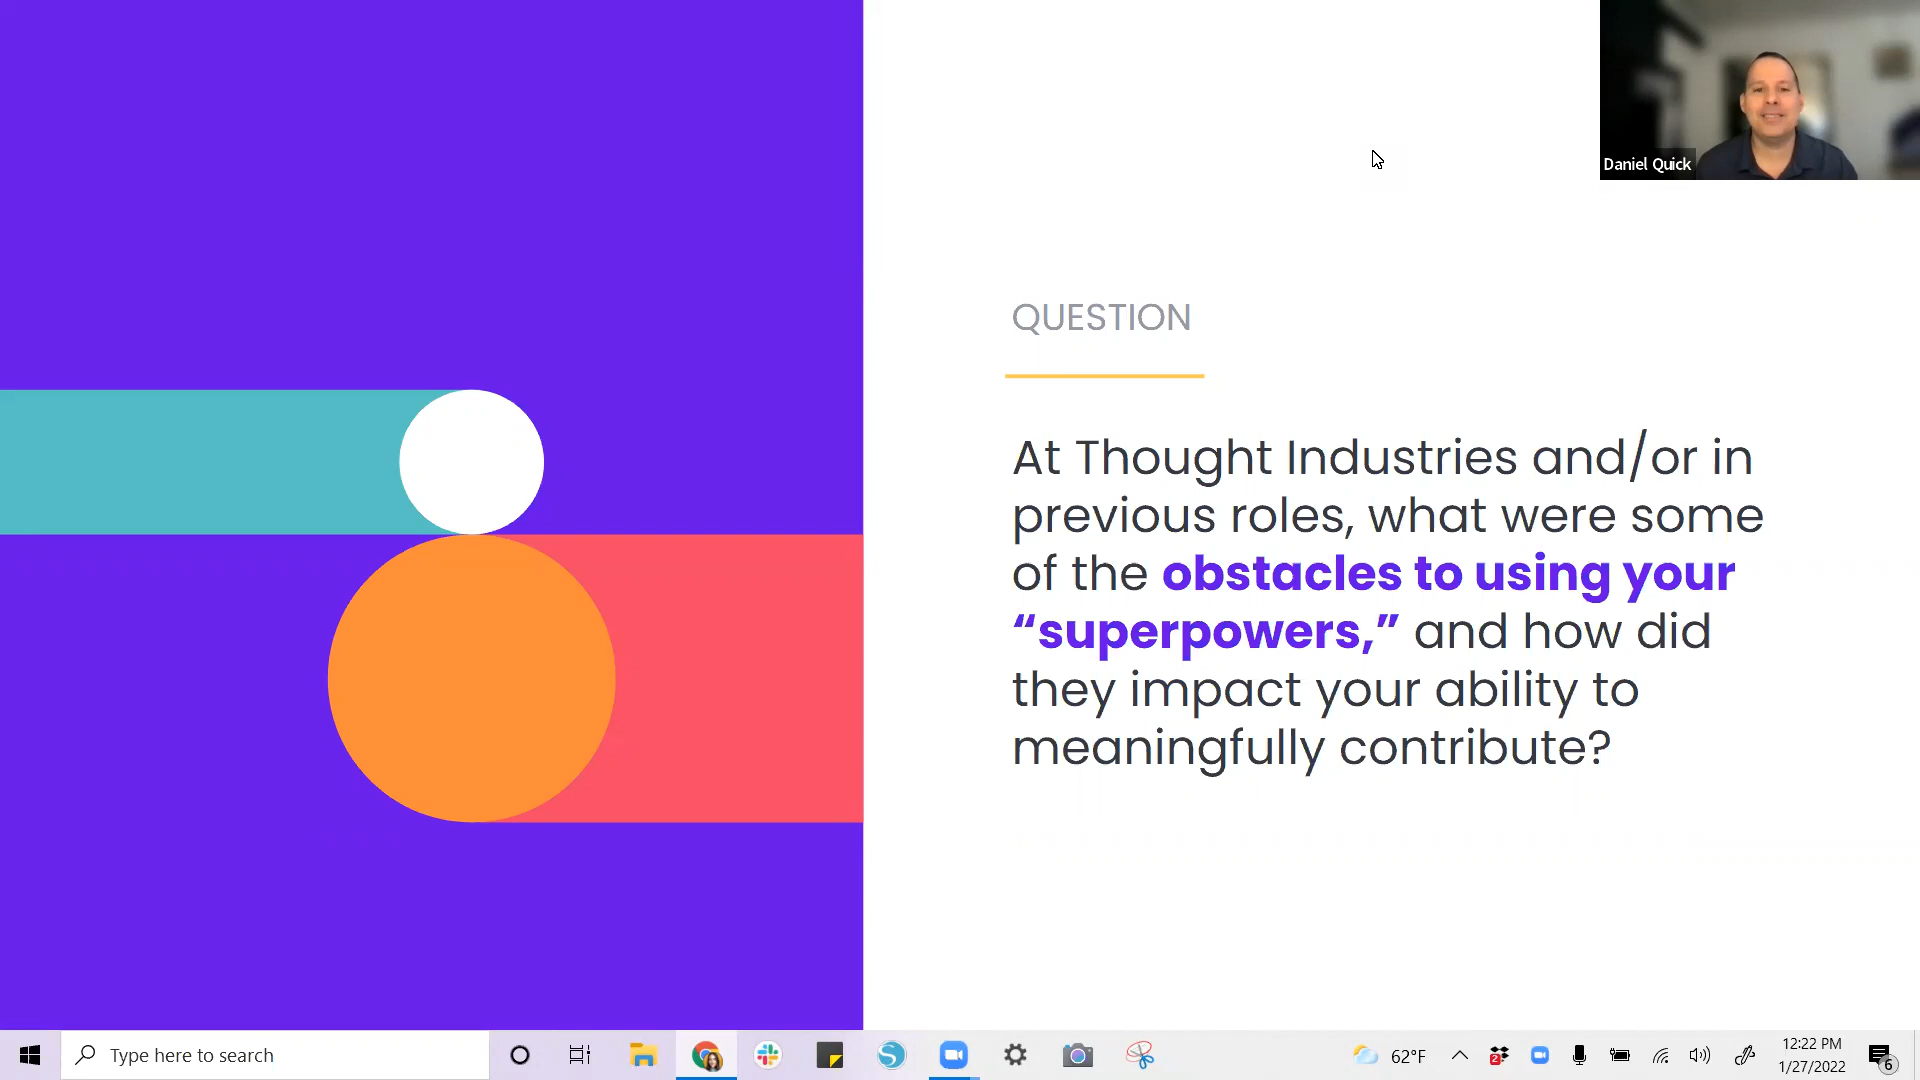 Daniel Quick
QUESTION
At Thought Industries and/or in
previous roles, what were some
of the obstacles to using your
“superpowers,” and how did
they impact your ability to
meaningfully contribute?
Type here to search
2
62°F
12:22 PM
1/27/2022
6